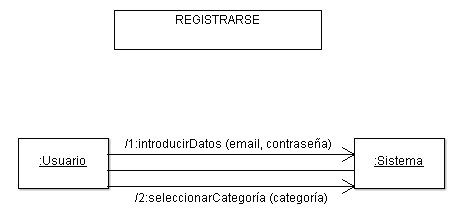 REGISTRARSE
/1:introducirDatos (email, contraseña)
:Usuario
:Sistema
/2:seleccionarCategoría (categoría)